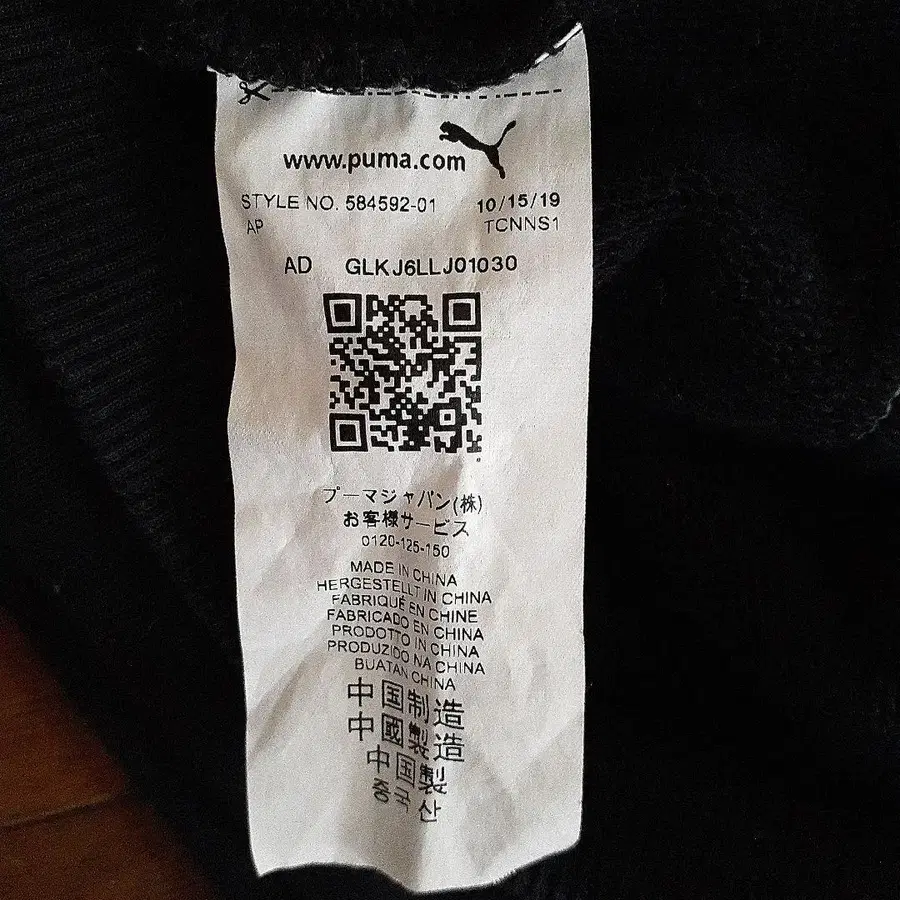 www.puma.com
STYLE NO. 584592-01 10/15/19
AP TCNNS1
AD GLKJ6LLJ01030
プーマジャパン(株)
お客様サービス
0120-125-150
MADE IN CHINA
HERGESTELLT IN CHINA
FABRIQUÉ EN CHINE
FABRICADO EN CHINA
PRODOTTO IN CHINA
PRODUZIDO NA CHINA
BUATAN CHINA
中国制造
中國製造
中国製
중국산